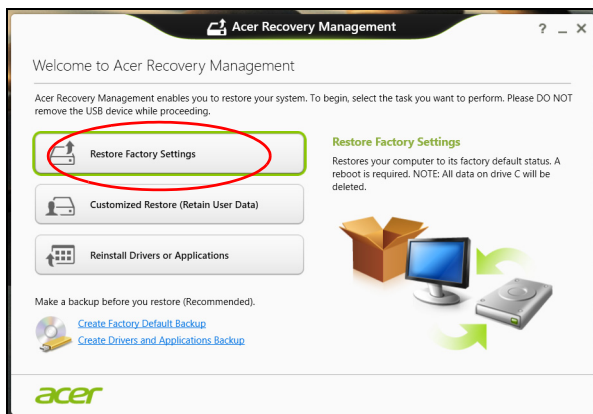 Acer Recovery Management
? _ X
Welcome to Acer Recovery Management
Acer Recovery Management enables you to restore your system. To begin, select the task you want to perform. Please DO NOT
remove the USB device while proceeding.
Restore Factory Settings
Customized Restore (Retain User Data)
Reinstall Drivers or Applications
Restore Factory Settings
Restores your computer to its factory default status. A
reboot is required. NOTE: All data on drive C will be
deleted.
Make a backup before you restore (Recommended).
Create Factory Default Backup
Create Drivers and Applications Backup
acer